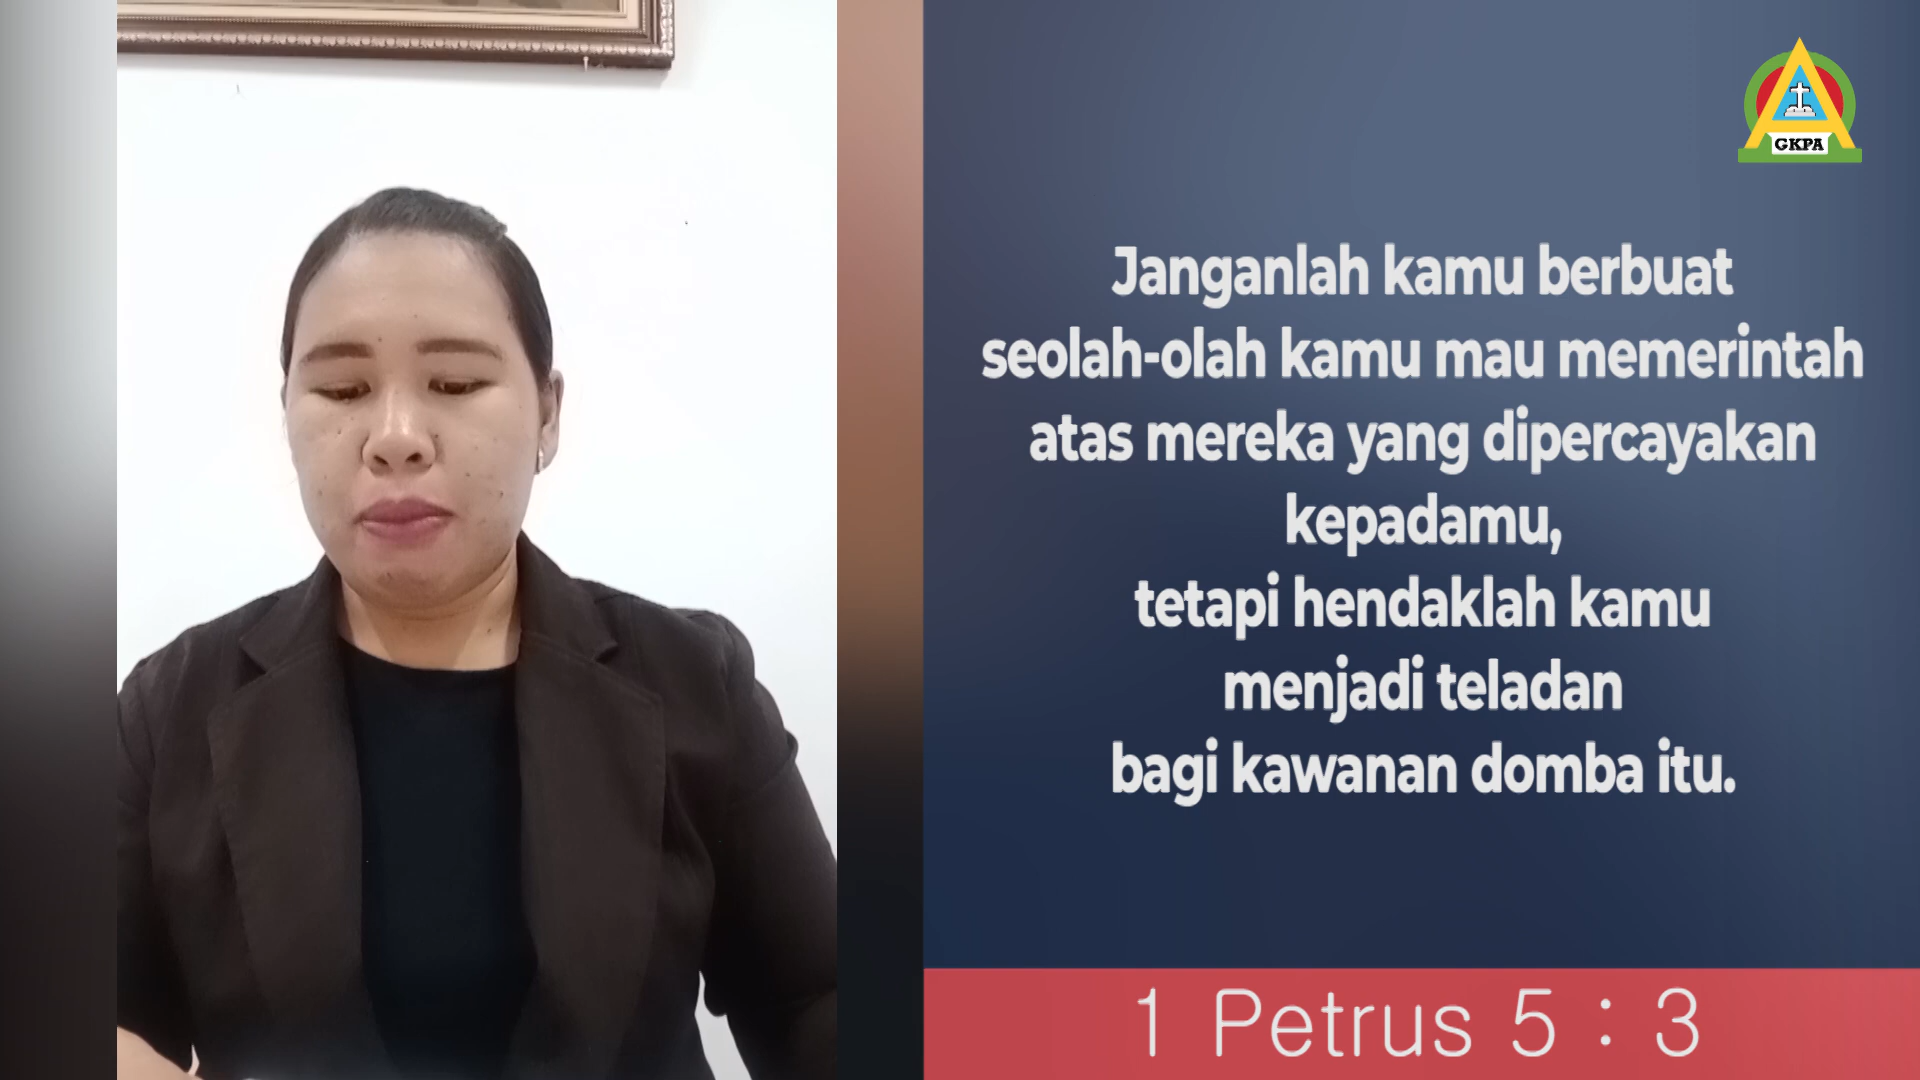 GKPA
Janganlah kamu berbuat
seolah-olah kamu mau memerintah
atas mereka yang dipercayakan
kepadamu,
tetapi hendaklah kamu
menjadi teladan
bagi kawanan domba itu.
1 Petrus 5 : 3